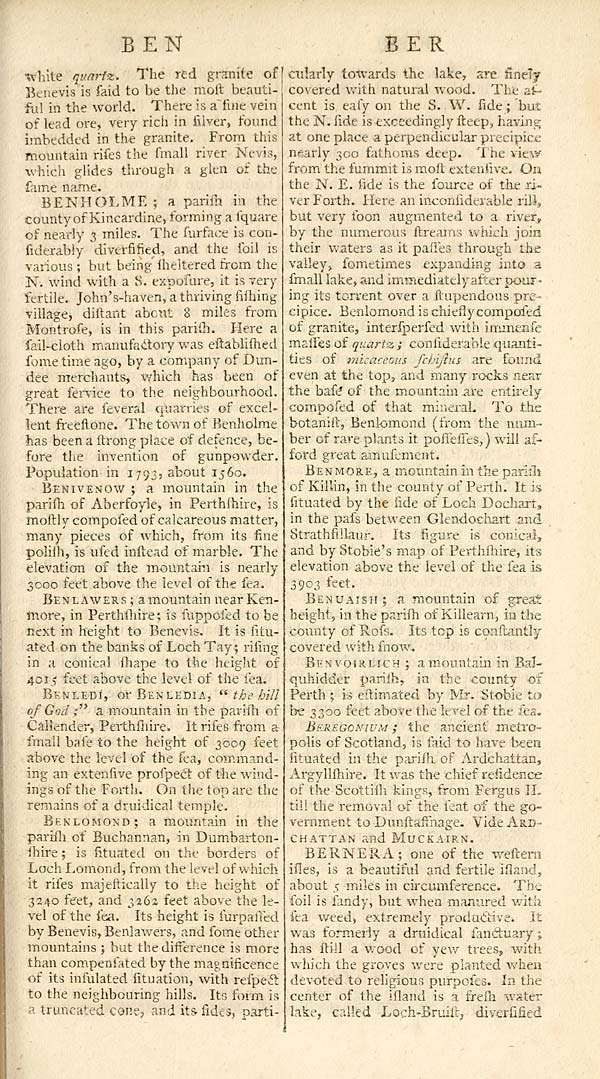 BEN
BER
white quartz. The red granite of
Benevis is ſaid to be the moſt beauti-
ful in the world. There is a fine vein
of lead ore, very rich in ſilver, found
imbedded in the granite. From this
mountain riſes the ſmall river Nevis,
which glides through a glen of the
ſame name.
BENHOLME; a pariſh in the
county of Kincardine, forming a ſquare
of nearly 3 miles. The ſurface is con-
ſiderably diverſified, and the ſoil is
various; but being ſheltered from the
N. wind with a S. expoſure, it is very
fertile. John's-haven, a thriving fiſhing
village, diſtant about 8 miles from
Montroſe, is in this pariſh. Here a
ſail-cloth manufactory was eſtabliſhed
ſome time ago, by a company of Dun-
dee merchants, which has been of
great ſervice to the neighbourhood.
There are ſeveral quarries of excel-
lent freeſtone. The town of Benholme
has been a ſtrong place of defence, be-
fore the invention of gunpowder.
Population in 1793, about 1560.
BENIVENOW; a mountain in the
pariſh of Aberfoyle, in Perthſhire, is
moſtly compoſed of calcareous matter,
many pieces of which, from its fine
poliſh, is uſed inſtead of marble. The
elevation of the mountain is nearly
3000 feet above the level of the ſea.
BENLAWERS; a mountain near Ken-
more, in Perthſhire; is ſuppoſed to be
next in height to Benevis. It is ſitu-
ated on the banks of Loch Tay; riſing
in a conical ſhape to the height of
4015 feet above the level of the ſea.
BENLEDI, or BENLEDIA, "the hill
of God;" a mountain in the pariſh of
Callender, Perthſhire. It riſes from a
ſmall baſe to the height of 3009 feet
above the level of the ſea, command-
ing an extenſive proſpect of the wind-
ings of the Forth. On the top are the
remains of a druidical temple.
BENLOMOND; a mountain in the
pariſh of Buchannan, in Dumbarton-
ſhire; is ſituated on the borders of
Loch Lomond, from the level of which
it riſes majeſtically to the height of
3240 feet, and 3262 feet above the le-
vel of the ſea. Its height is ſurpaſſed
by Benevis, Benlawers, and ſome other
mountains; but the difference is more
than compenſated by the magnificence
of its inſulated ſituation, with reſpect
to the neighbouring hills. Its form is
a truncated cone, and its ſides, parti-
cularly towards the lake, are finely
covered with natural wood. The aſ-
cent is eaſy on the S. W. ſide; but
the N. ſide is exceedingly ſteep, having
at one place a perpendicular precipice
nearly 300 fathoms deep. The view
from the ſummit is moſt extenſive. On
the N. E. ſide is the ſource of the ri-
ver Forth. Here an inconſiderable rill,
but very ſoon augmented to a river,
by the numerous ſtreams which join
their waters as it paſſes through the
valley, ſometimes expanding into a
ſmall lake, and immediately after pour-
ing its torrent over a ſtupendous pre-
cipice. Benlomond is chiefly compoſed
of granite, interſperſed with immenſe
maſſes of quartz; conſiderable quanti-
ties of micaceous ſchiſtus are found
even at the top, and many rocks near
the baſe of the mountain are entirely
compoſed of that mineral. To the
botaniſt, Benlomond (from the num-
ber of rare plants it poſſeſſes,) will af-
ford great amuſement.
BENMORE, a mountain in the pariſh
of Killin, in the county of Perth. It is
ſituated by the ſide of Loch Dochart,
in the paſs between Glendochart and
Strathfillaur. Its figure is conical,
and by Stobie's map of Perthſhire, its
elevation above the level of the ſea is
3903 feet.
BENUAISH; a mountain of great
height, in the pariſh of Killearn, in the
county of Roſs. Its top is conſtantly
covered with ſnow.
BENVOIRLICH; a mountain in Bal-
quhidder pariſh, in the county of
Perth; is eſtimated by Mr. Stobie to
be 3300 feet above the level of the ſea.
BEREGONIUM; the ancient metro-
polis of Scotland, is ſaid to have been
ſituated in the pariſh of Ardchattan,
Argyllſhire. It was the chief reſidence
of the Scottiſh kings, from Fergus II.
till the removal of the ſeat of the go-
vernment to Dunſtaffnage. Vide ARD-
CHATTAN and MUCKAIRN.
BERNERA; one of the weſtern
iſles, is a beautiful and fertile iſland,
about 5 miles in circumference. The
ſoil is ſandy, but when manured with
ſea weed, extremely productive. It
was formerly a druidical ſanctuary;
has ſtill a wood of yew trees, with
which the groves were planted when
devoted to religious purpoſes. In the
center of the iſland is a freſh water
lake, called Loch-Bruiſt, diverſified